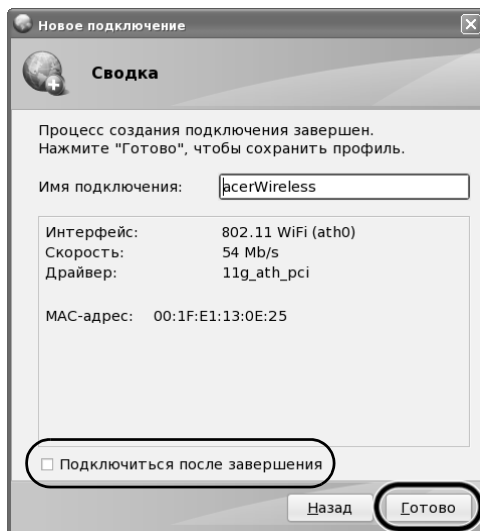 Новое подключение
Сводка
Процесс создания подключения завершен.
Нажмите "Готово", чтобы сохранить профиль.
Имя подключения: acerWireless
Интерфейс: 802.11 WiFi (ath0)
Скорость: 54 Mb/s
Драйвер: 11g_ath_pci
MAC-адрес: 00:1F:E1:13:0E:25
Подключиться после завершения
Назад Готово